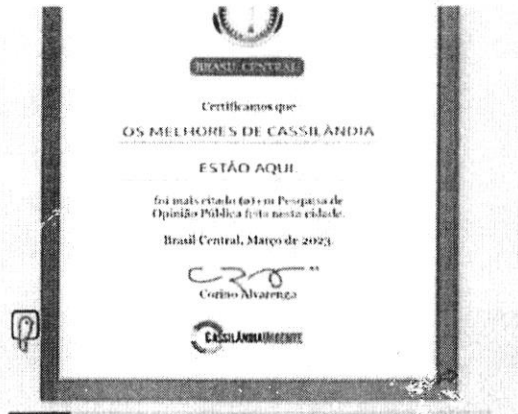 BRASIL CENTRAL
Certificamos que
OS MELHORES DE CASSILÂNDIA
ESTÃO AQUI.
foi mais citado (a) em Pesquisa de
Opinião Pública feita nesta cidade.
Brasil Central, Março de 2023.
Corino Alvarenga
CASSILÂNDIAURGENTE